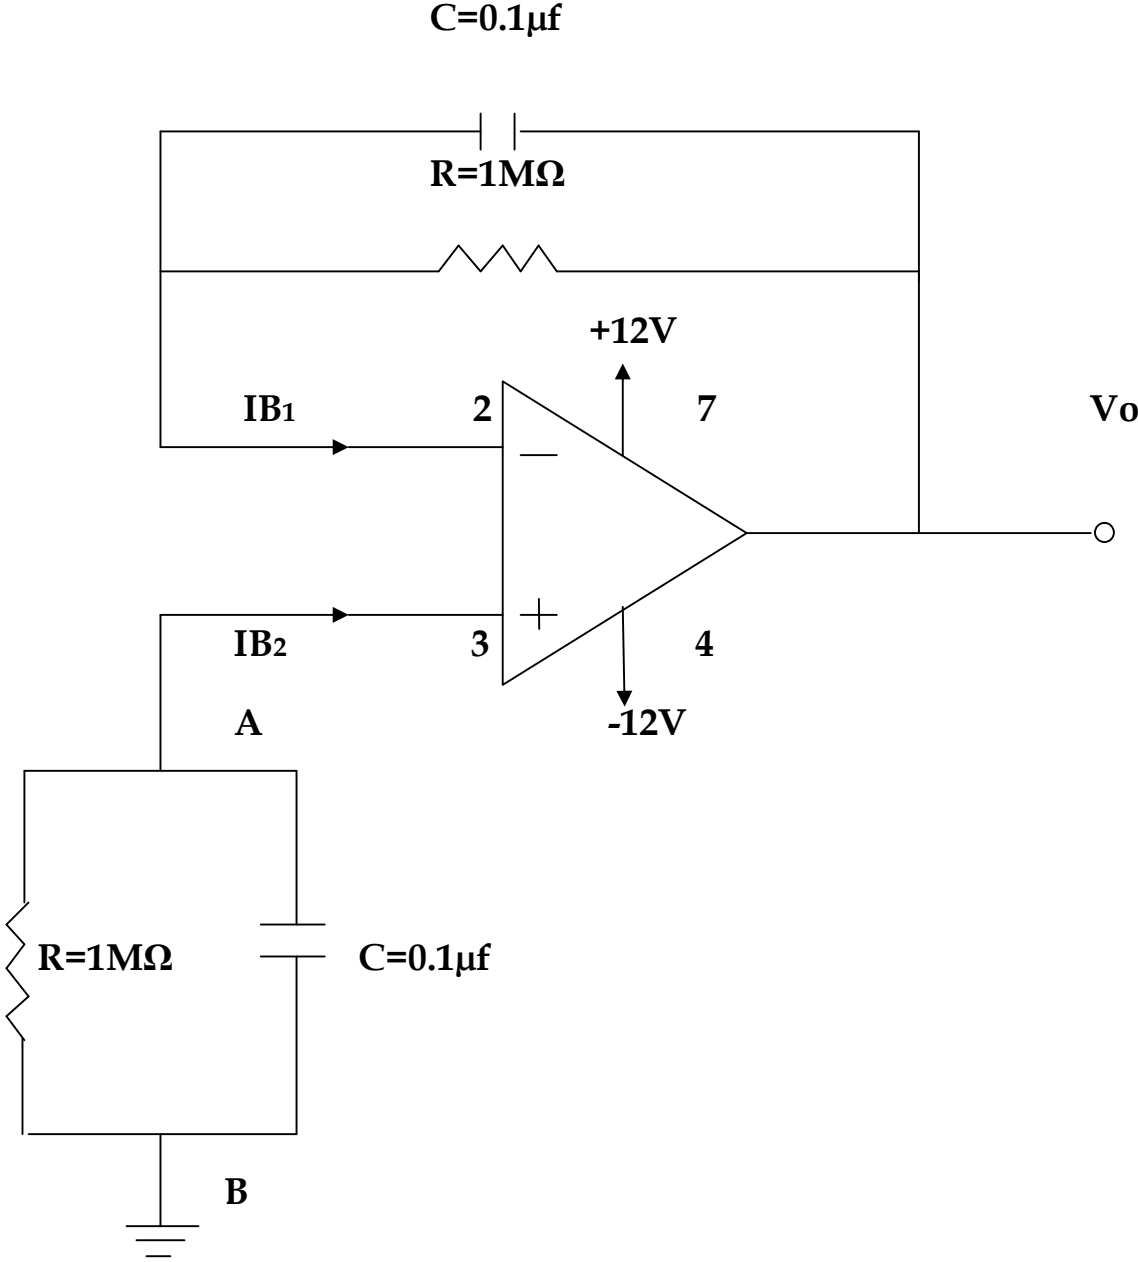 C=0.1μf
R=1MΩ
+12V
IB1
2
7
Vo
IB2
3
4
A
-12V
R=1MΩ
C=0.1μf
B